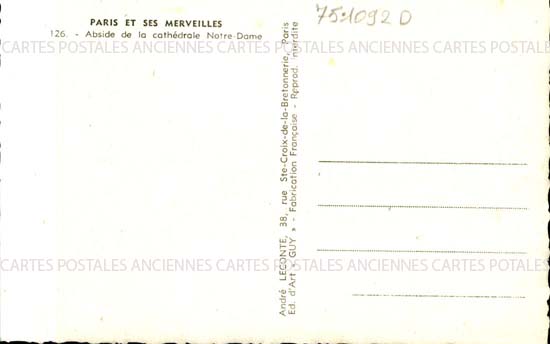 PARIS ET SES MERVEILLES
126. - Abside de la cathédrale Notre-Dame
75-1092 D
André LECONTE, 38, rue Ste-Croix-de-la-Bretonnerie, Paris
Ed. d'Art « GUY » - Fabrication Française - Reprod. Interdite
CARTES POSTALES ANCIENNES CARTES POSTALES ANCIENNES CARTES POSTALES
CARTES POSTALES ANCIENNES CARTES POSTALES ANCIENNES CARTES POSTALES